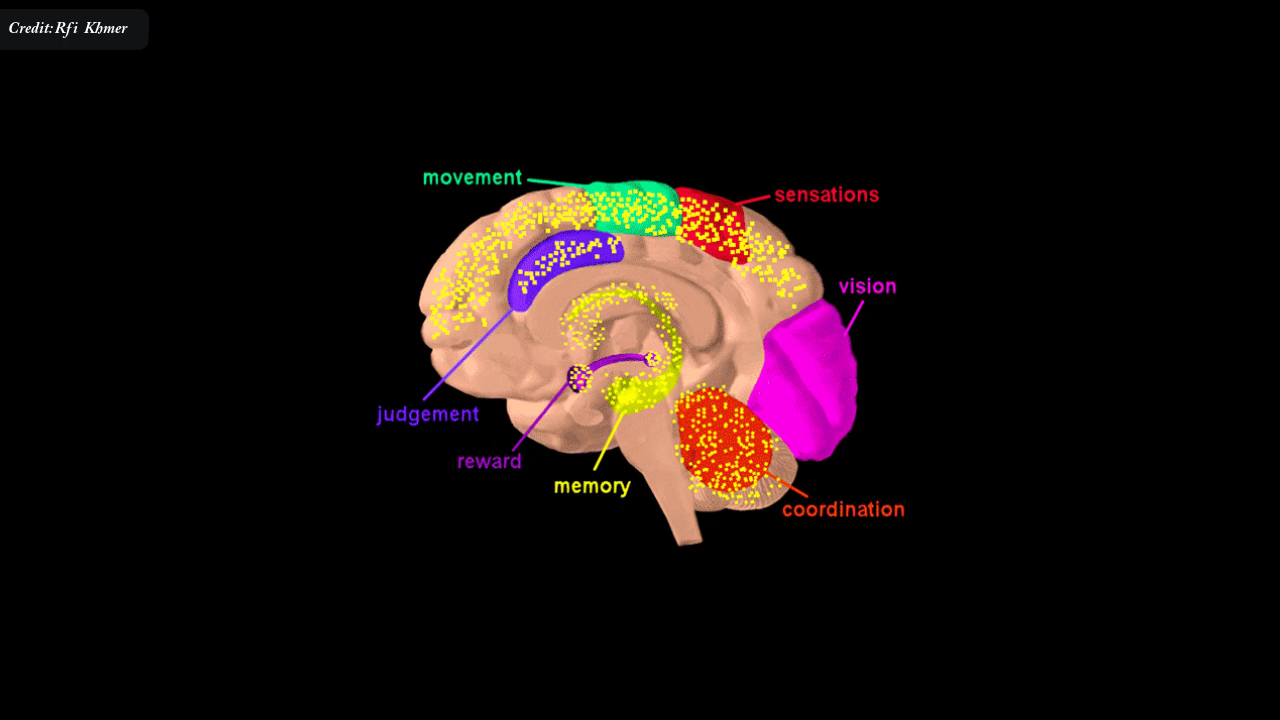 Credit:Rfi Khmer
movement
sensations
vision
judgement
reward
memory
coordination